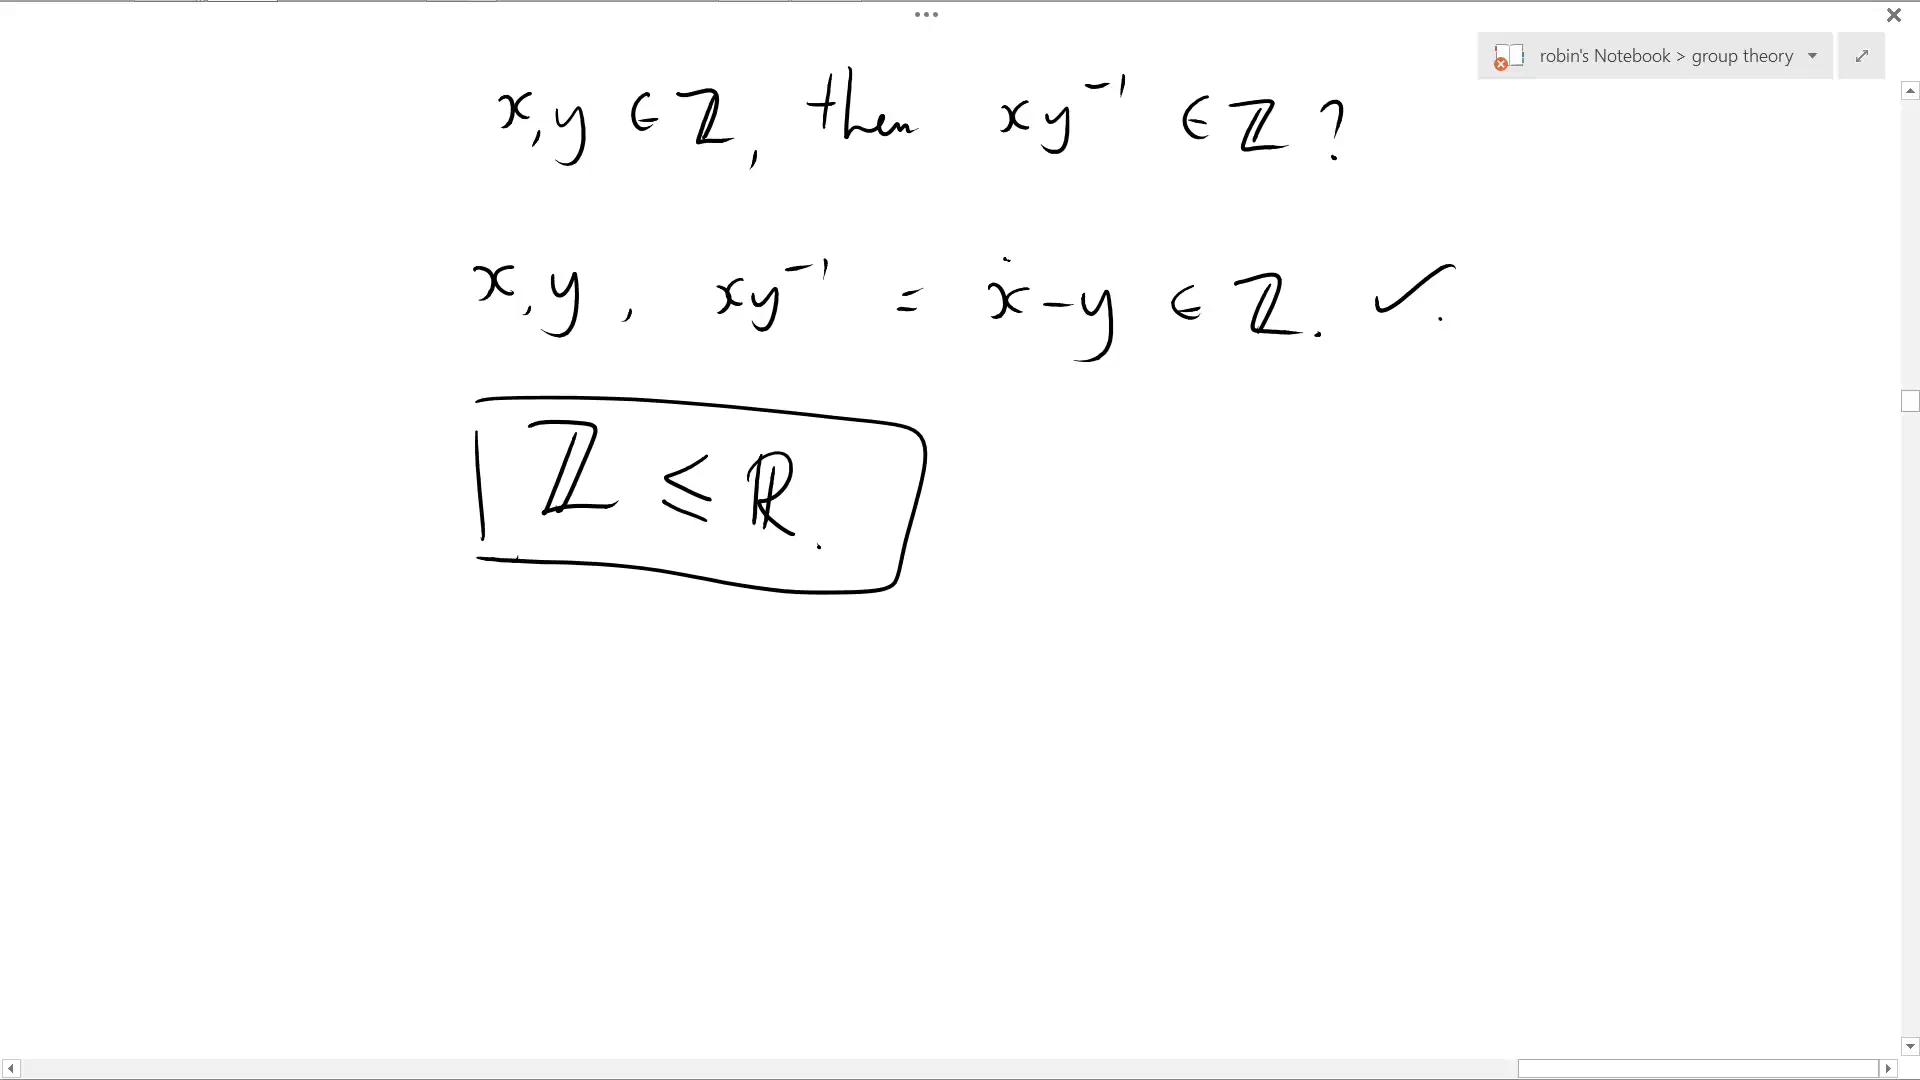 robin's Notebook > group theory
x, y ∈ ℤ, then xy⁻¹ ∈ ℤ?
x, y, xy⁻¹ = x - y ∈ ℤ. ✓.
ℤ ≤ ℝ.